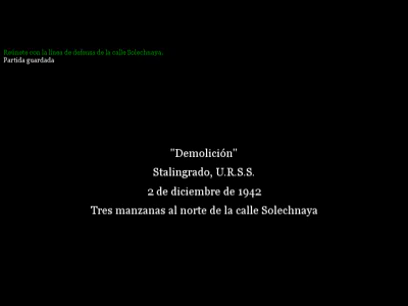 Reúnete con la línea de defensa de la calle Solechnaya.
Partida guardada
"Demolición"
Stalingrado, U.R.S.S.
2 de diciembre de 1942
Tres manzanas al norte de la calle Solechnaya